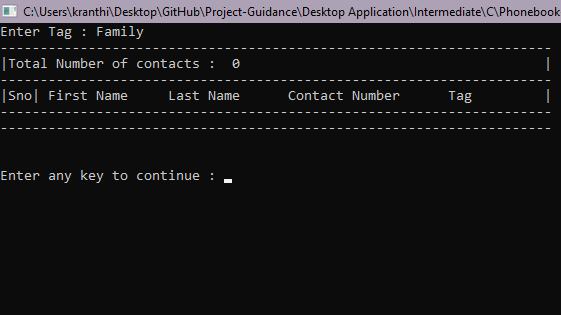 C:\Users\kranthi\Desktop\GitHub\Project-Guidance\Desktop Application\Intermediate\C\Phonebook
Enter Tag : Family
---------------------------------------------------------------------
|Total Number of contacts :  0                                      |
---------------------------------------------------------------------
|Sno| First Name     Last Name      Contact Number      Tag         |
---------------------------------------------------------------------
---------------------------------------------------------------------
Enter any key to continue :